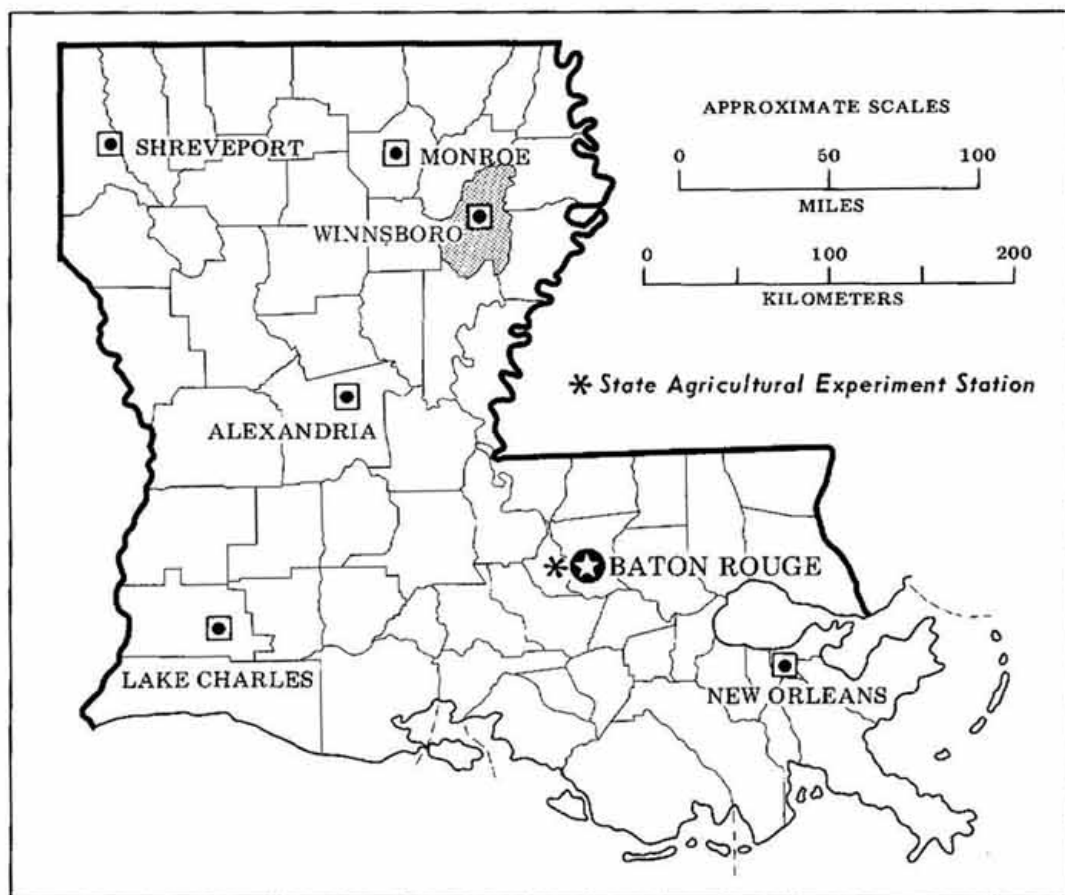 APPROXIMATE SCALES
SHREVEPORT
MONROE
0 50 100
MILES
WINNSBORO
0 100 200
KILOMETERS
* State Agricultural Experiment Station
ALEXANDRIA
BATON ROUGE
LAKE CHARLES
NEW ORLEANS